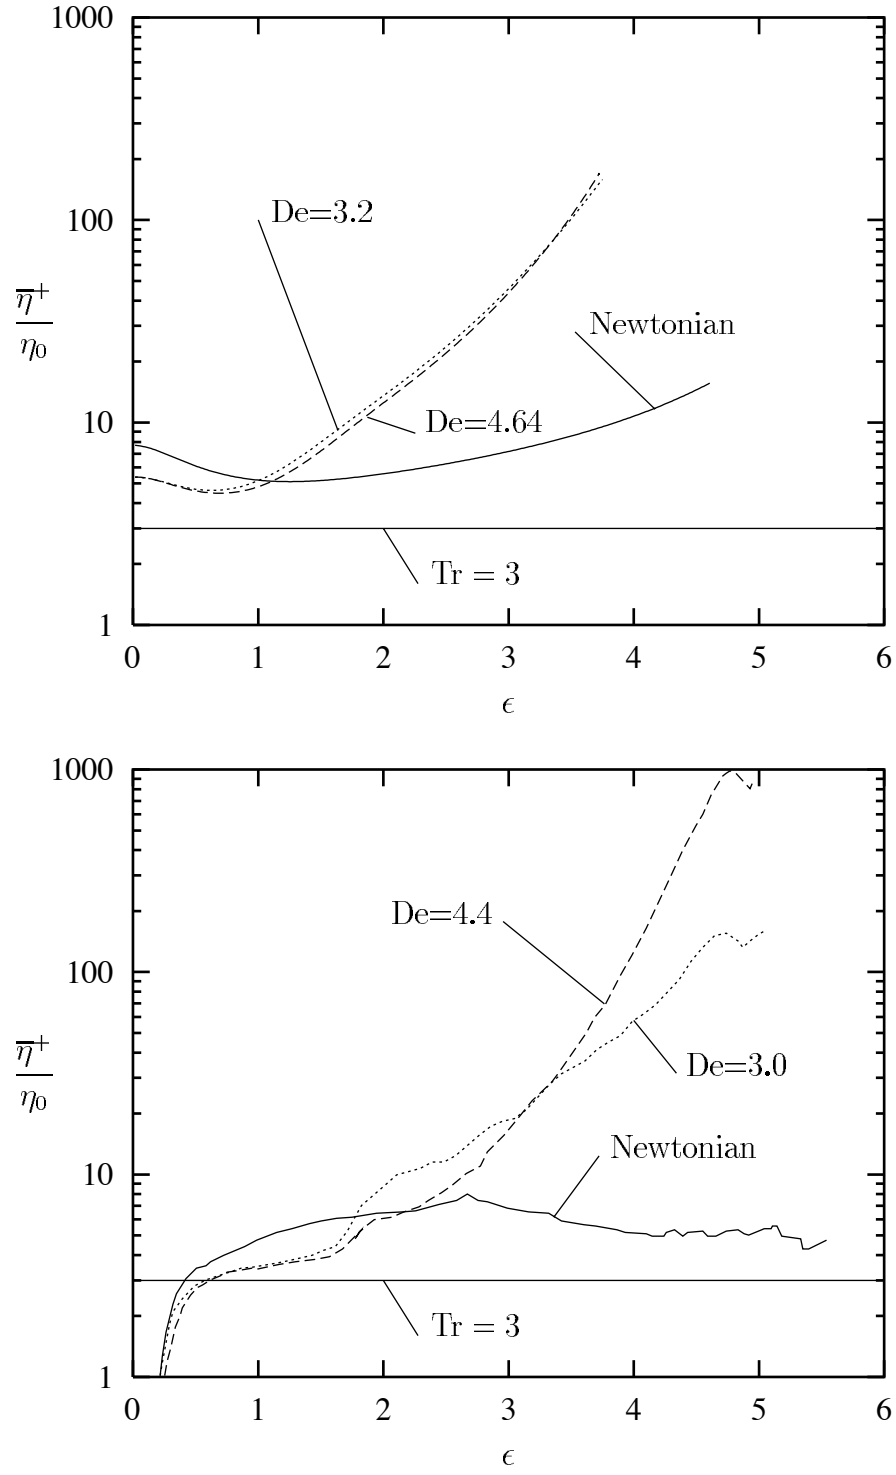 1000
100
10
1
η̅⁺
η₀
De=3.2
Newtonian
De=4.64
Tr = 3
0 1 2 3 4 5 6
ϵ
1000
100
10
1
η̅⁺
η₀
De=4.4
De=3.0
Newtonian
Tr = 3
0 1 2 3 4 5 6
ϵ